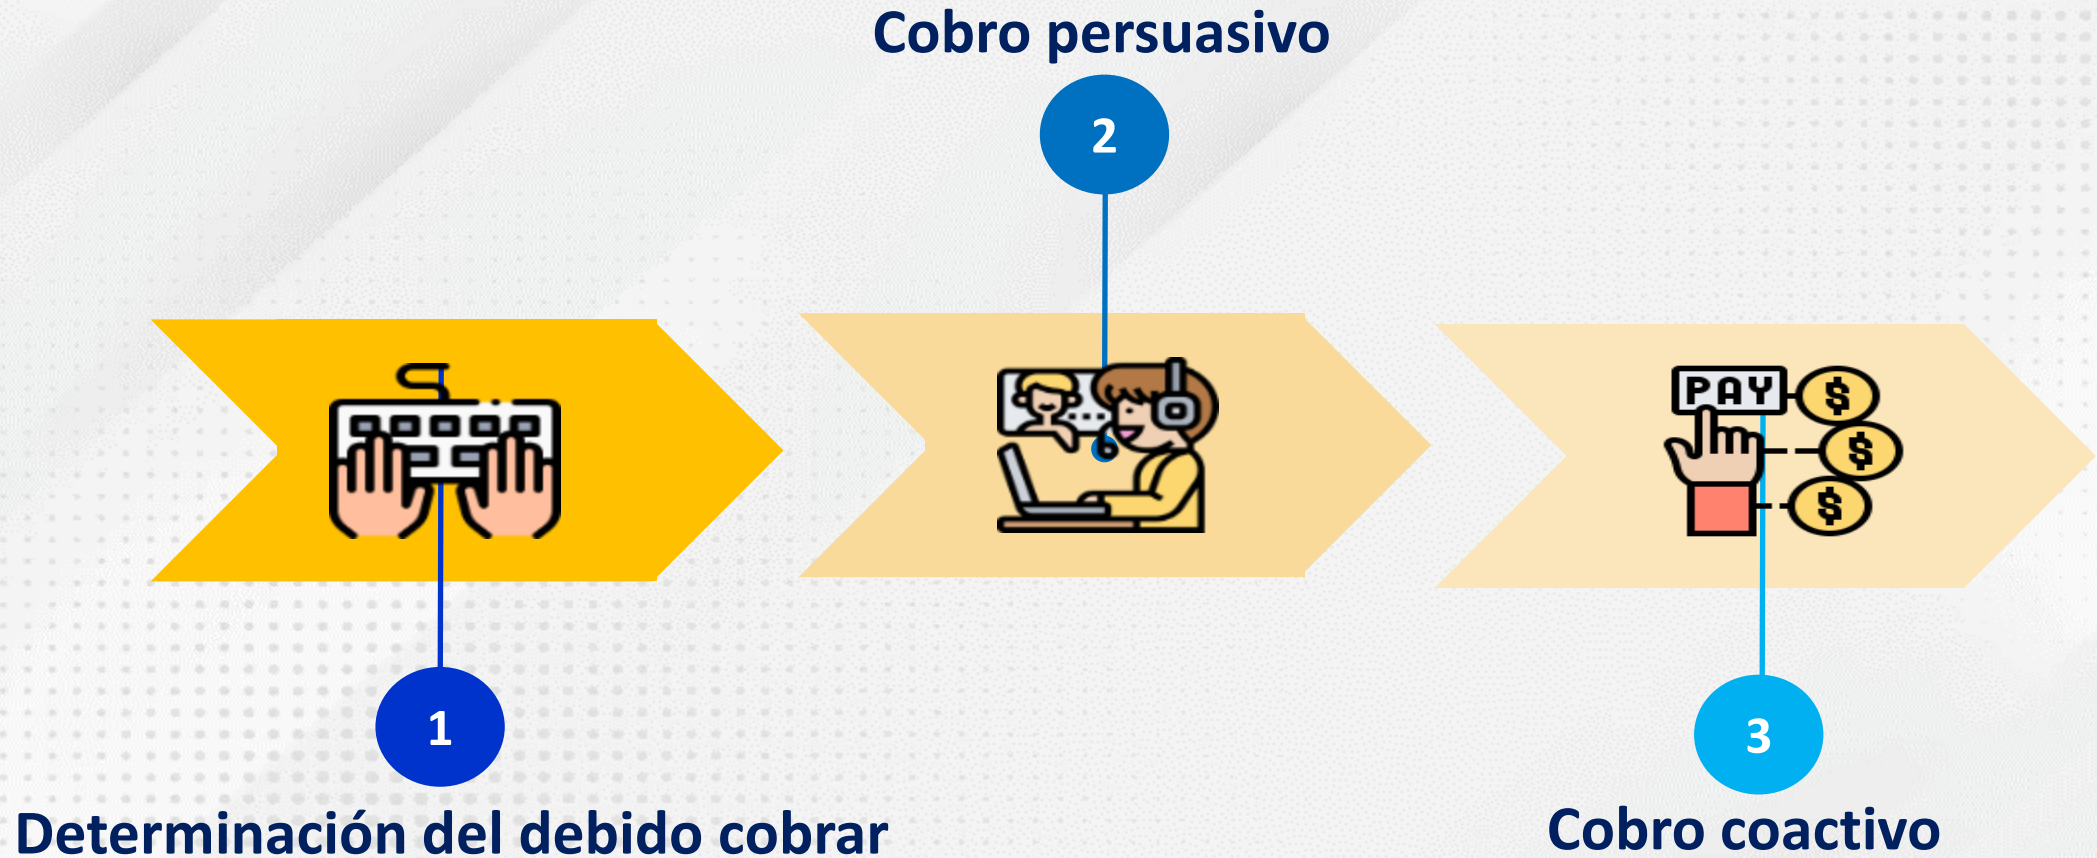 Cobro persuasivo
2
PAY
$
$
$
1
3
Determinación del debido cobrar
Cobro coactivo